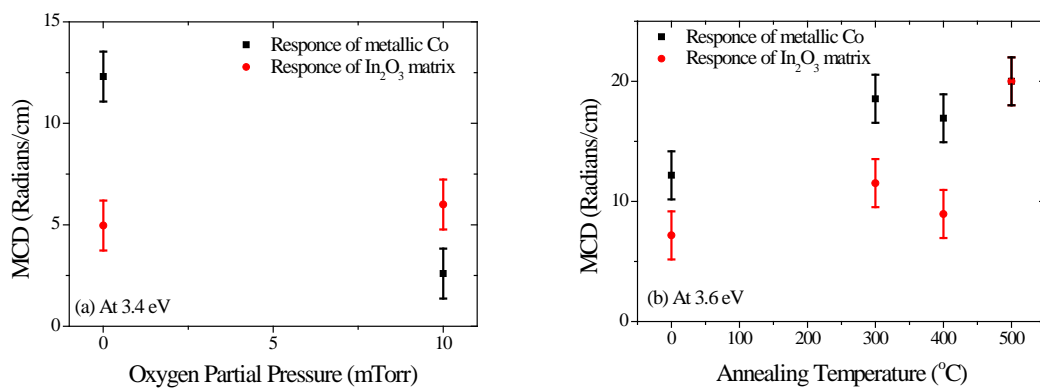 15
10
5
0
MCD (Radians/cm)
Responce of metallic Co
Responce of In₂O₃ matrix
(a) At 3.4 eV
0 5 10
Oxygen Partial Pressure (mTorr)
20
10
0
MCD (Radians/cm)
Responce of metallic Co
Responce of In₂O₃ matrix
(b) At 3.6 eV
0 100 200 300 400 500
Annealing Temperature (°C)